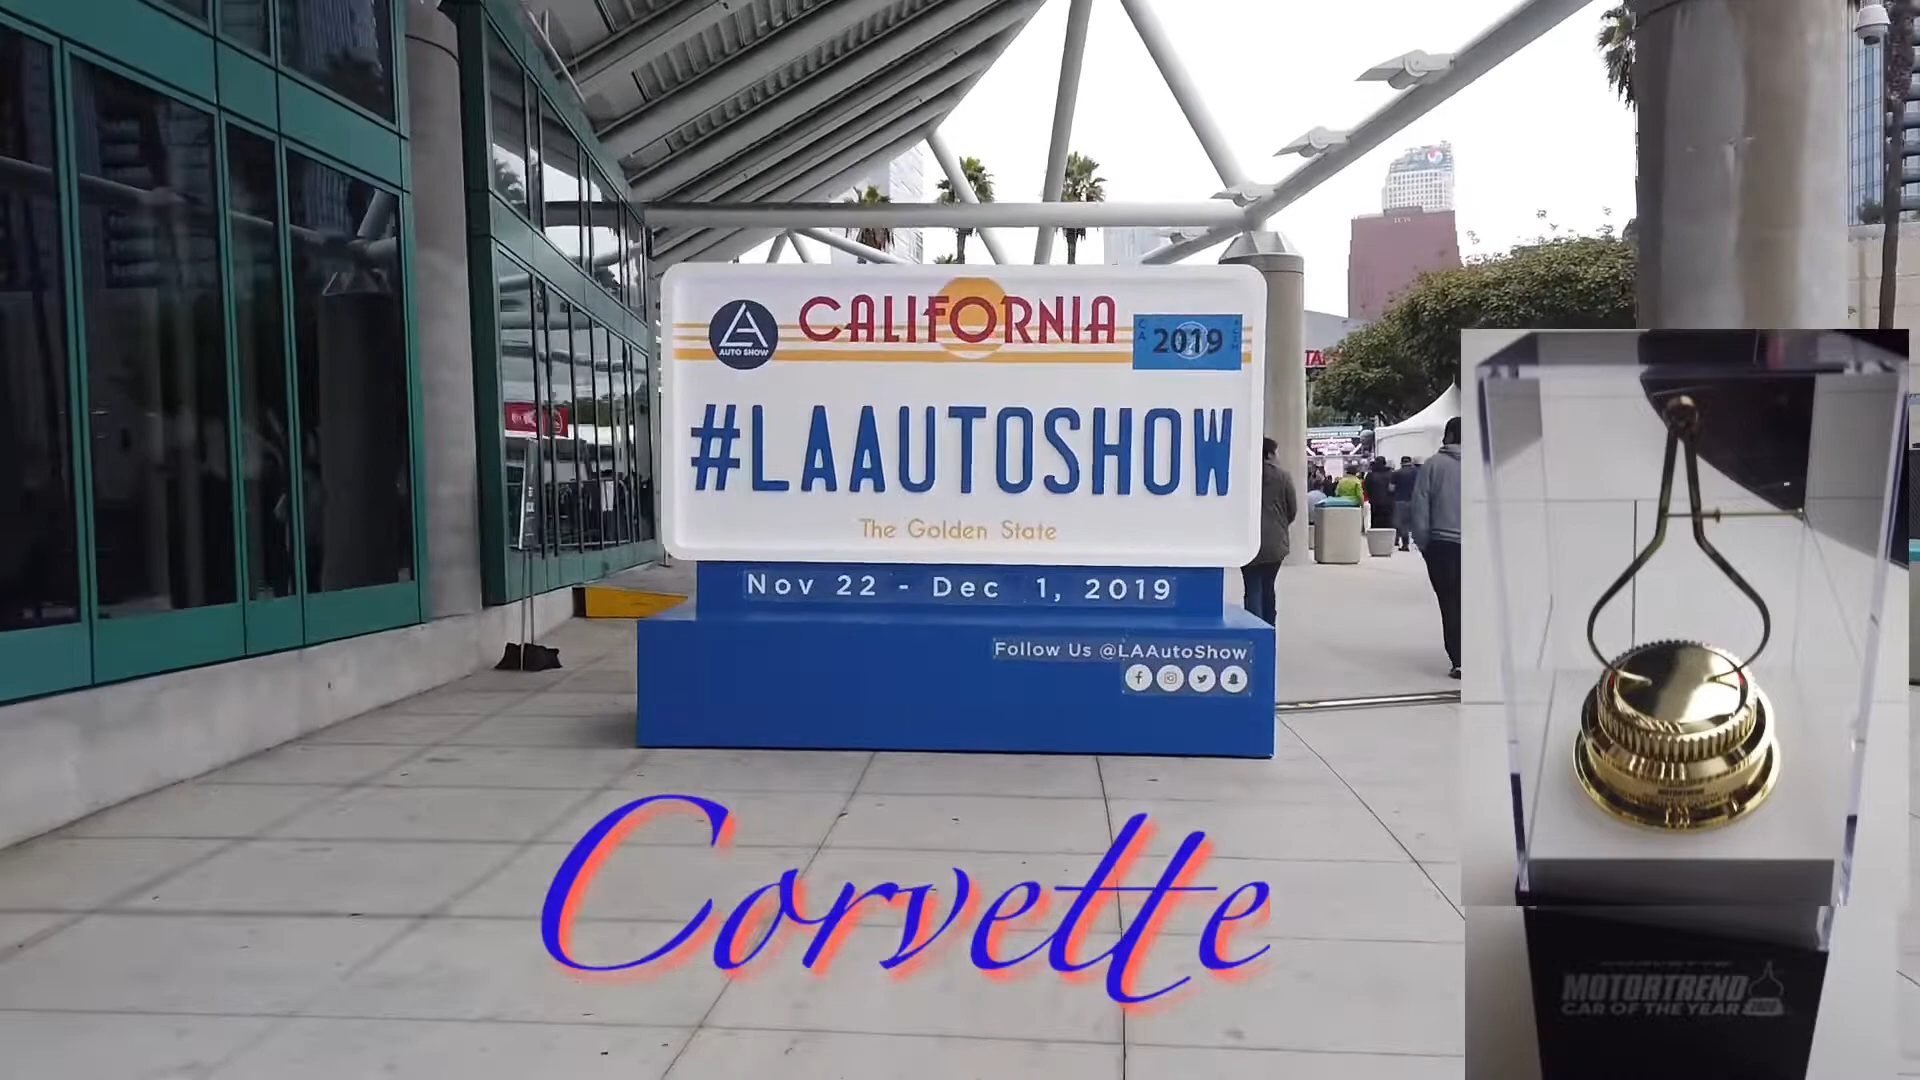 CALIFORNIA
AUTO SHOW
2019
#LAAUTOSHOW
The Golden State
Nov 22 - Dec 1, 2019
Follow Us @LAAutoShow
Corvette
MOTORTREND
MOTORTREND
CAR OF THE YEAR